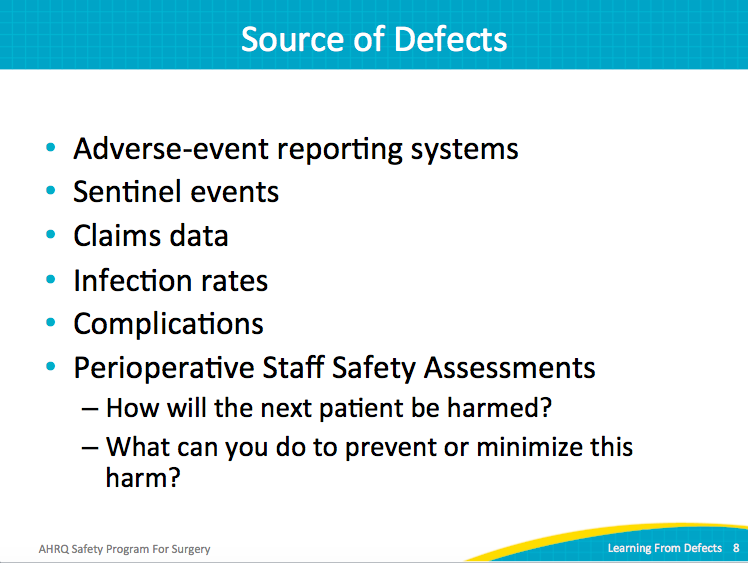 Source of Defects
• Adverse-event reporting systems
• Sentinel events
• Claims data
• Infection rates
• Complications
• Perioperative Staff Safety Assessments
– How will the next patient be harmed?
– What can you do to prevent or minimize this
harm?
AHRQ Safety Program For Surgery
Learning From Defects 8